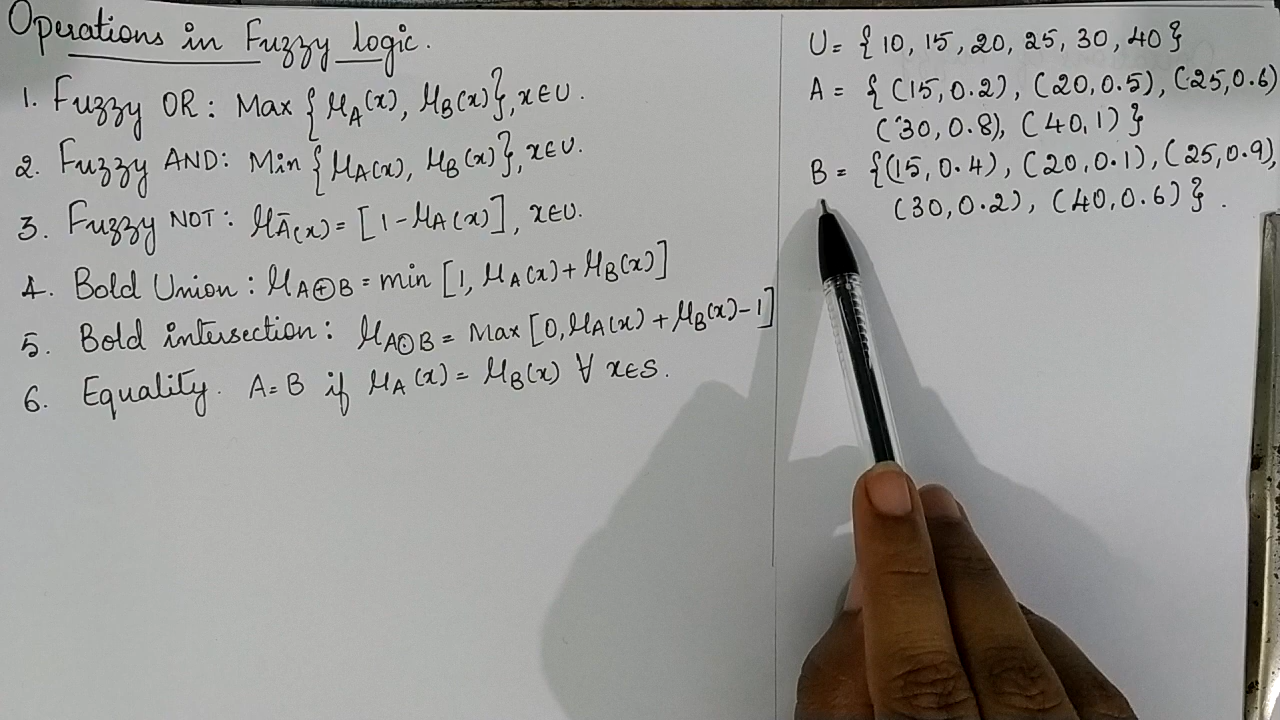 Operations in Fuzzy Logic.
1. Fuzzy OR: Max { μA(x), μB(x)}, x∈U.
2. Fuzzy AND: Min { μA(x), μB(x)}, x∈U.
3. Fuzzy NOT: μĀ(x) = [1-μA(x)], x∈U.
4. Bold Union: μA⊕B = min [1, μA(x) + μB(x)]
5. Bold intersection: μA⊙B = Max [0, μA(x) + μB(x)-1]
6. Equality. A=B if μA(x) = μB(x) ∀ x∈S.
U = { 10, 15, 20, 25, 30, 40 }
A = { (15, 0.2), (20, 0.5), (25, 0.6)
(30, 0.8), (40, 1) }
B = {(15, 0.4), (20, 0.1), (25, 0.9),
(30, 0.2), (40, 0.6) } .